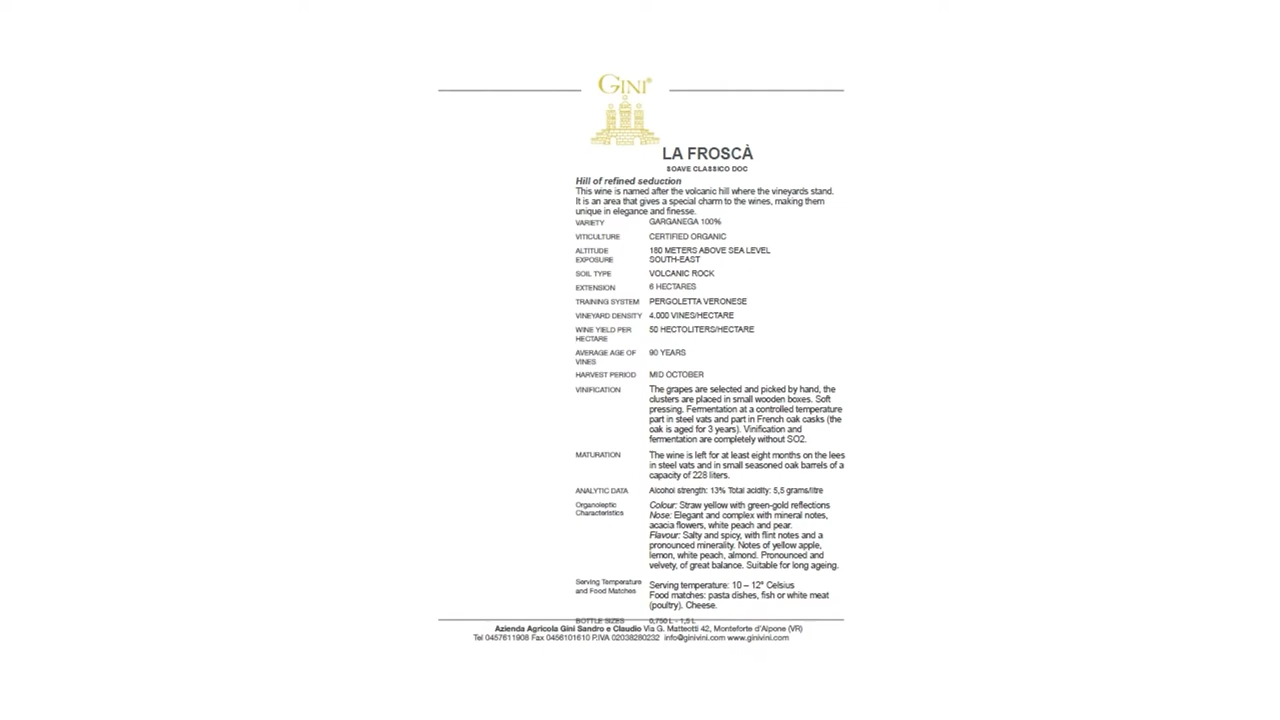 GINI®
LA FROSCÀ
SOAVE CLASSICO DOC
Hill of refined seduction
This wine is named after the volcanic hill where the vineyards stand.
It is an area that gives a special charm to the wines, making them
unique in elegance and finesse.
VARIETY GARGANEGA 100%
VITICULTURE CERTIFIED ORGANIC
ALTITUDE 180 METERS ABOVE SEA LEVEL
EXPOSURE SOUTH-EAST
SOIL TYPE VOLCANIC ROCK
EXTENSION 6 HECTARES
TRAINING SYSTEM PERGOLETTA VERONESE
VINEYARD DENSITY 4.000 VINES/HECTARE
WINE YIELD PER 50 HECTOLITERS/HECTARE
HECTARE
AVERAGE AGE OF 90 YEARS
VINES
HARVEST PERIOD MID OCTOBER
VINIFICATION The grapes are selected and picked by hand, the
clusters are placed in small wooden boxes. Soft
pressing. Fermentation at a controlled temperature
part in steel vats and part in French oak casks (the
oak is aged for 3 years). Vinification and
fermentation are completely without SO2.
MATURATION The wine is left for at least eight months on the lees
in steel vats and in small seasoned oak barrels of a
capacity of 228 liters.
ANALYTIC DATA Alcohol strength: 13% Total acidity: 5,5 grams/litre
Organoleptic Colour: Straw yellow with green-gold reflections
Characteristics Nose: Elegant and complex with mineral notes,
acacia flowers, white peach and pear.
Flavour: Salty and spicy, with flint notes and a
pronounced minerality. Notes of yellow apple,
lemon, white peach, almond. Pronounced and
velvety, of great balance. Suitable for long ageing.
Serving Temperature Serving temperature: 10 – 12° Celsius
and Food Matches Food matches: pasta dishes, fish or white meat
(poultry). Cheese.
BOTTLE SIZES 0,750 L - 1,5 L
Azienda Agricola Gini Sandro e Claudio Via G. Matteotti 42, Monteforte d'Alpone (VR)
Tel 0457611908 Fax 0456101610 P.IVA 02038280232 info@ginivini.com www.ginivini.com